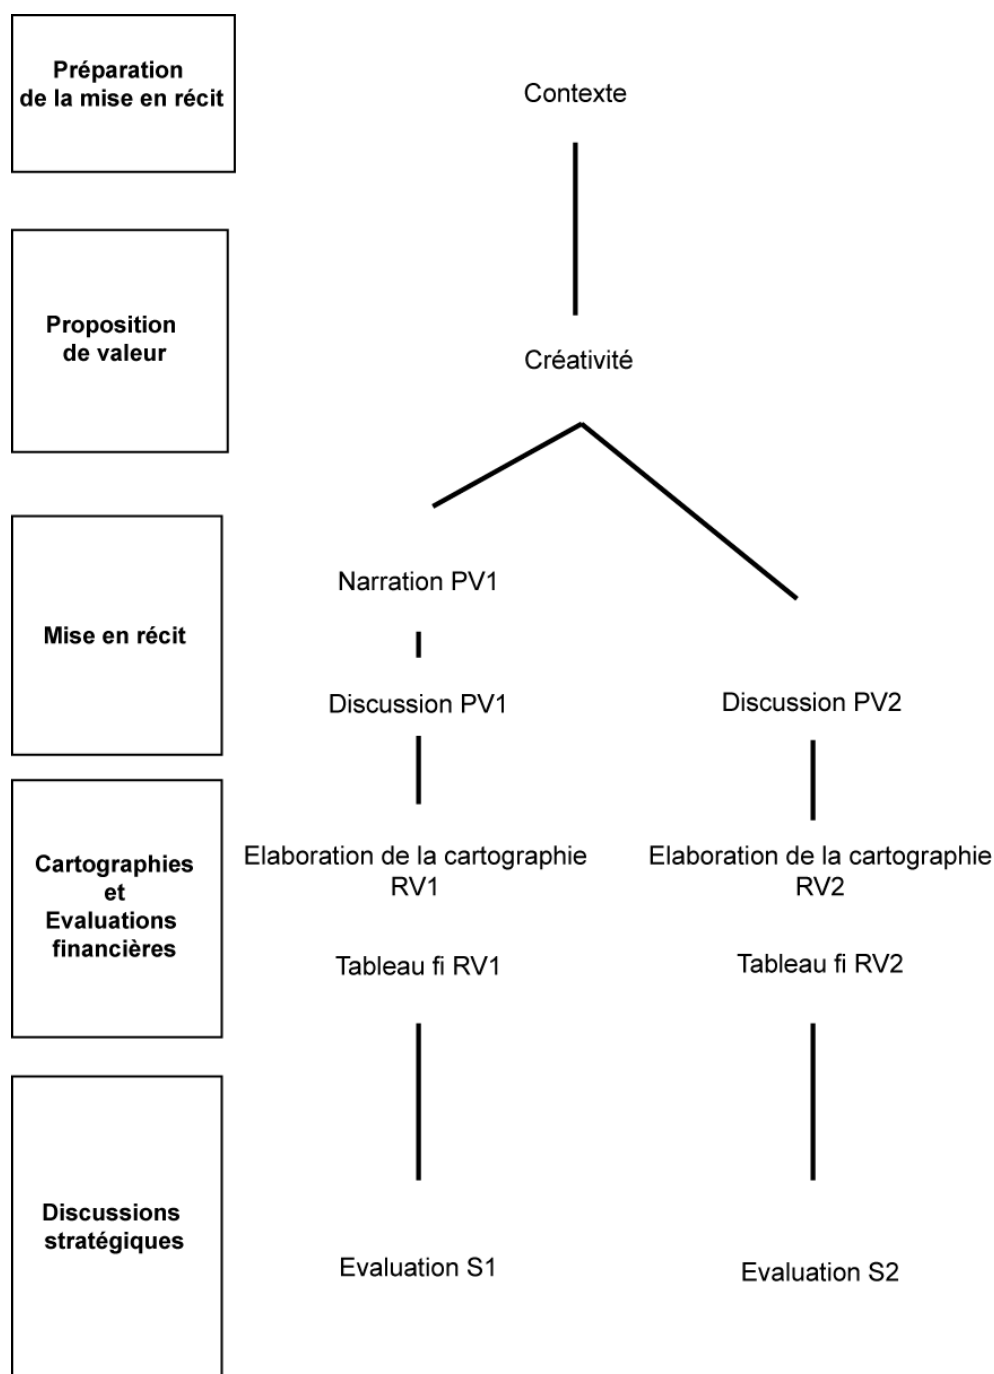 Préparation
de la mise en récit
Contexte
Proposition
de valeur
Créativité
Mise en récit
Narration PV1
Discussion PV1
Discussion PV2
Cartographies
et
Evaluations
financières
Elaboration de la cartographie
RV1
Elaboration de la cartographie
RV2
Tableau fi RV1
Tableau fi RV2
Discussions
stratégiques
Evaluation S1
Evaluation S2